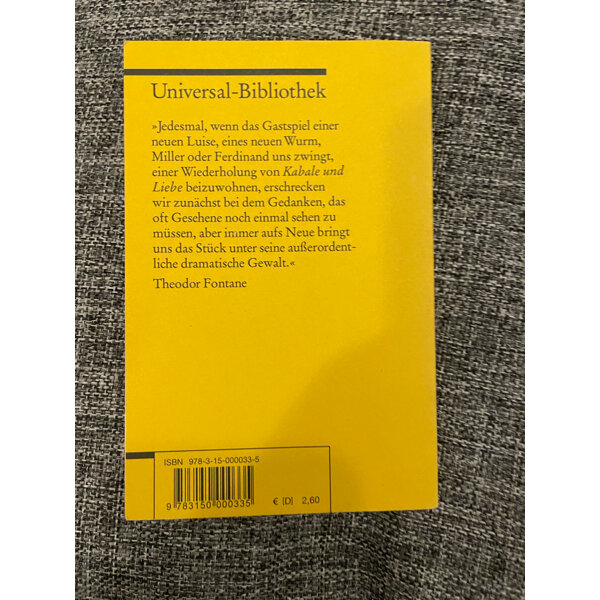 Universal-Bibliothek
»Jedesmal, wenn das Gastspiel einer
neuen Luise, eines neuen Wurm,
Miller oder Ferdinand uns zwingt,
einer Wiederholung von Kabale und
Liebe beizuwohnen, erschrecken
wir zunächst bei dem Gedanken, das
oft Gesehene noch einmal sehen zu
müssen, aber immer aufs Neue bringt
uns das Stück unter seine außerordent-
liche dramatische Gewalt.«
Theodor Fontane
ISBN 978-3-15-000033-5
9 783150 000335
€ [D] 2,60